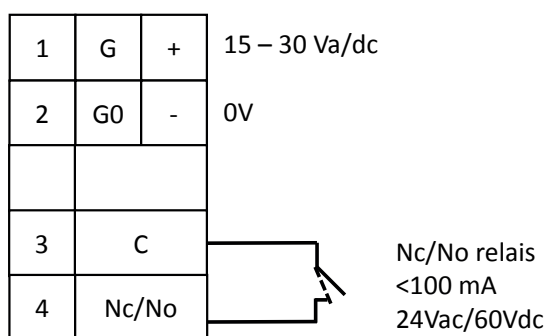 1 G + 15 – 30 Va/dc
2 G0 - 0V
3 C
4 Nc/No
Nc/No relais
<100 mA
24Vac/60Vdc